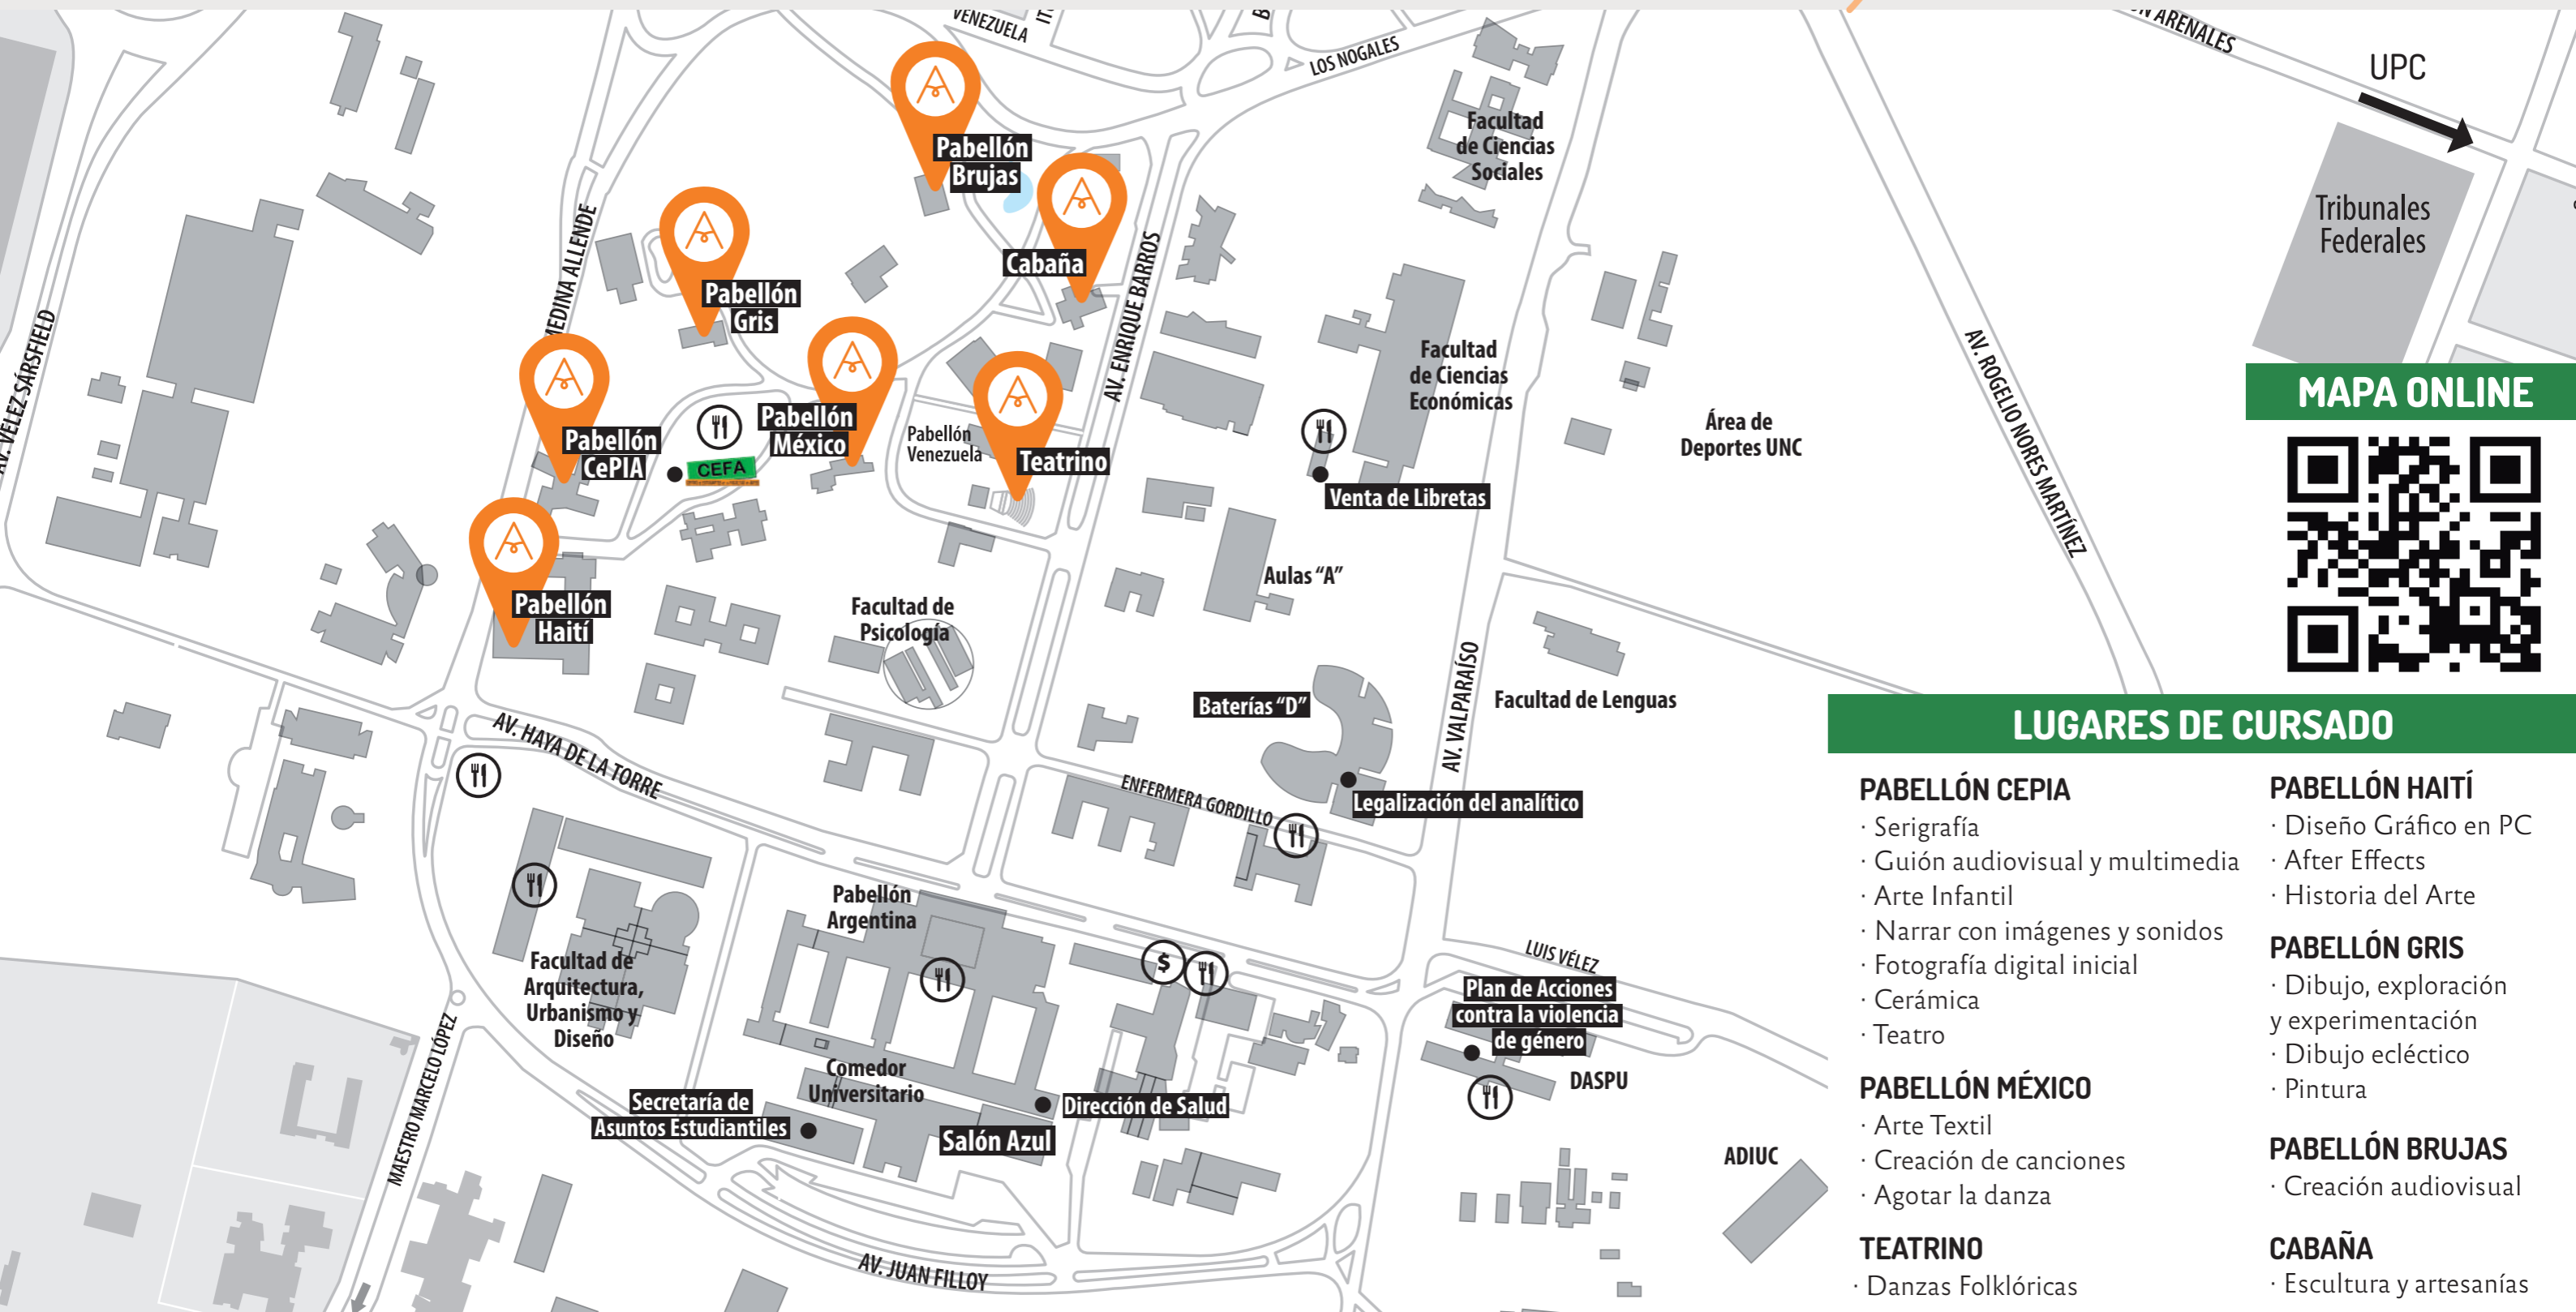 VENEZUELA
LOS NOGALES
ARENALES
UPC
Pabellón
Brujas
Facultad
de Ciencias
Sociales
Tribunales
Federales
MEDINA ALLENDE
Cabaña
AV. ENRIQUE BARROS
Pabellón
Gris
AV. VELEZ SÁRSFIELD
Facultad
de Ciencias
Económicas
AV. ROGELIO NORES MARTÍNEZ
MAPA ONLINE
Pabellón
México
Pabellón
CePIA
CEFA
Pabellón
Venezuela
Teatrino
Área de
Deportes UNC
Venta de Libretas
Aulas “A”
Pabellón
Haití
Facultad de
Psicología
AV. VALPARAÍSO
Facultad de Lenguas
Baterías “D”
AV. HAYA DE LA TORRE
ENFERMERA GORDILLO
Legalización del analítico
Pabellón
Argentina
Facultad de
Arquitectura,
Urbanismo y
Diseño
$
LUIS VÉLEZ
Plan de Acciones
contra la violencia
de género
DASPU
MAESTRO MARCELO LÓPEZ
Comedor
Universitario
Secretaría de
Asuntos Estudiantiles
Dirección de Salud
Salón Azul
ADIUC
AV. JUAN FILLOY
LUGARES DE CURSADO
PABELLÓN CEPIA
· Serigrafía
· Guión audiovisual y multimedia
· Arte Infantil
· Narrar con imágenes y sonidos
· Fotografía digital inicial
· Cerámica
· Teatro
PABELLÓN MÉXICO
· Arte Textil
· Creación de canciones
· Agotar la danza
TEATRINO
· Danzas Folklóricas
PABELLÓN HAITÍ
· Diseño Gráfico en PC
· After Effects
· Historia del Arte
PABELLÓN GRIS
· Dibujo, exploración
y experimentación
· Dibujo ecléctico
· Pintura
PABELLÓN BRUJAS
· Creación audiovisual
CABAÑA
· Escultura y artesanías